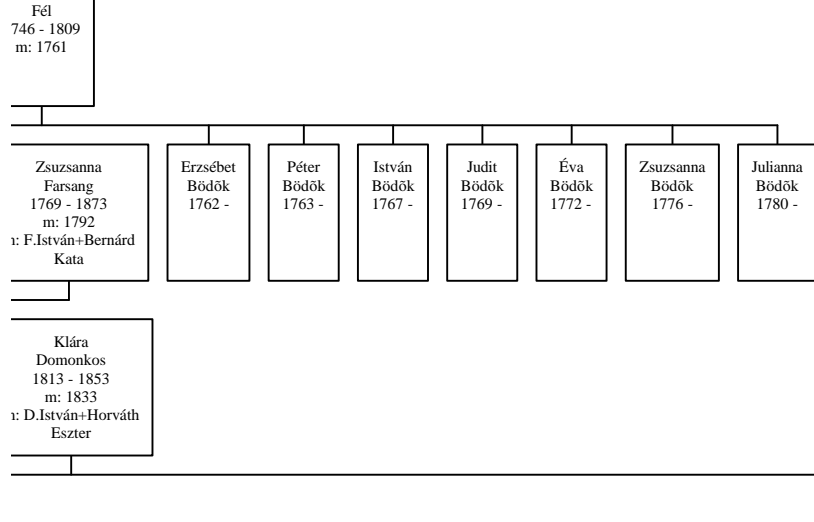 Fél
746 - 1809
m: 1761
Zsuzsanna
Farsang
1769 - 1873
m: 1792
: F.István+Bernárd
Kata
Erzsébet
Bödõk
1762 -
Péter
Bödõk
1763 -
István
Bödõk
1767 -
Judit
Bödõk
1769 -
Éva
Bödõk
1772 -
Zsuzsanna
Bödõk
1776 -
Julianna
Bödõk
1780 -
Klára
Domonkos
1813 - 1853
m: 1833
: D.István+Horváth
Eszter